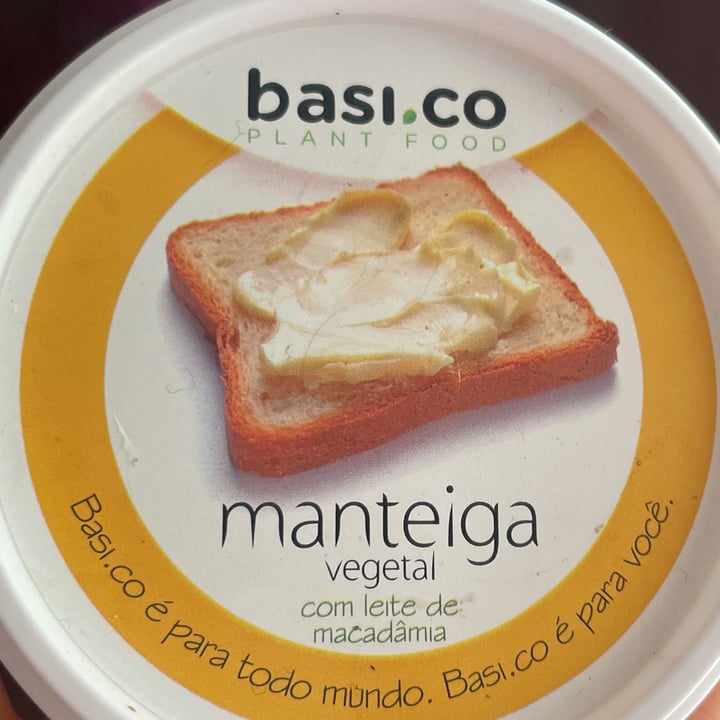 basi.co
PLANT FOOD
manteiga
vegetal
com leite de
macadâmia
Basi.co é para todo mundo. Basi.co é para você.